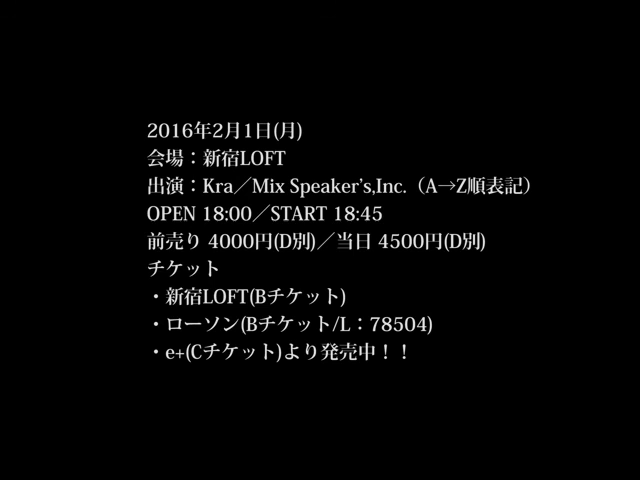 2016年2月1日(月)
会場：新宿LOFT
出演：Kra／Mix Speaker's,Inc.（A→Z順表記）
OPEN 18:00／START 18:45
前売り 4000円(D別)／当日 4500円(D別)
チケット
・新宿LOFT(Bチケット)
・ローソン(Bチケット/L：78504)
・e+(Cチケット)より発売中！！